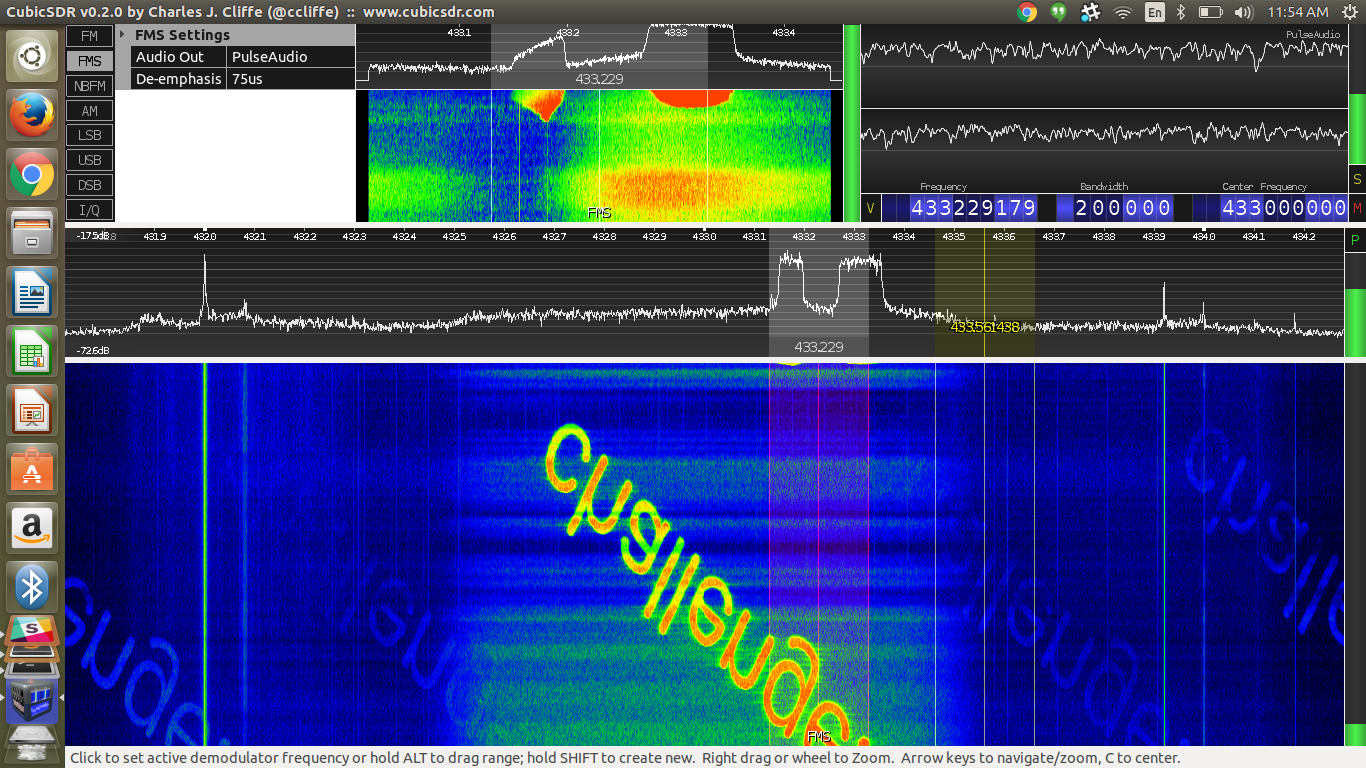 CubicSDR v0.2.0 by Charles J. Cliffe (@ccliffe) :: www.cubicsdr.com
En
11:54 AM
FM
FMS
NBFM
AM
LSB
USB
DSB
I/Q
FMS Settings
Audio Out PulseAudio
De-emphasis 75us
433.1 433.2 433.3 433.4
433.229
FMS
PulseAudio
Frequency Bandwidth Center Frequency
V 433229179 200000 433000000
S
M
P
-17.5dB 431.9 432.0 432.1 432.2 432.3 432.4 432.5 432.6 432.7 432.8 432.9 433.0 433.1 433.2 433.3 433.4 433.5 433.6 433.7 433.8 433.9 434.0 434.1 434.2
433.561438
433.229
-72.6dB
FMS
Click to set active demodulator frequency or hold ALT to drag range; hold SHIFT to create new. Right drag or wheel to Zoom. Arrow keys to navigate/zoom, C to center.